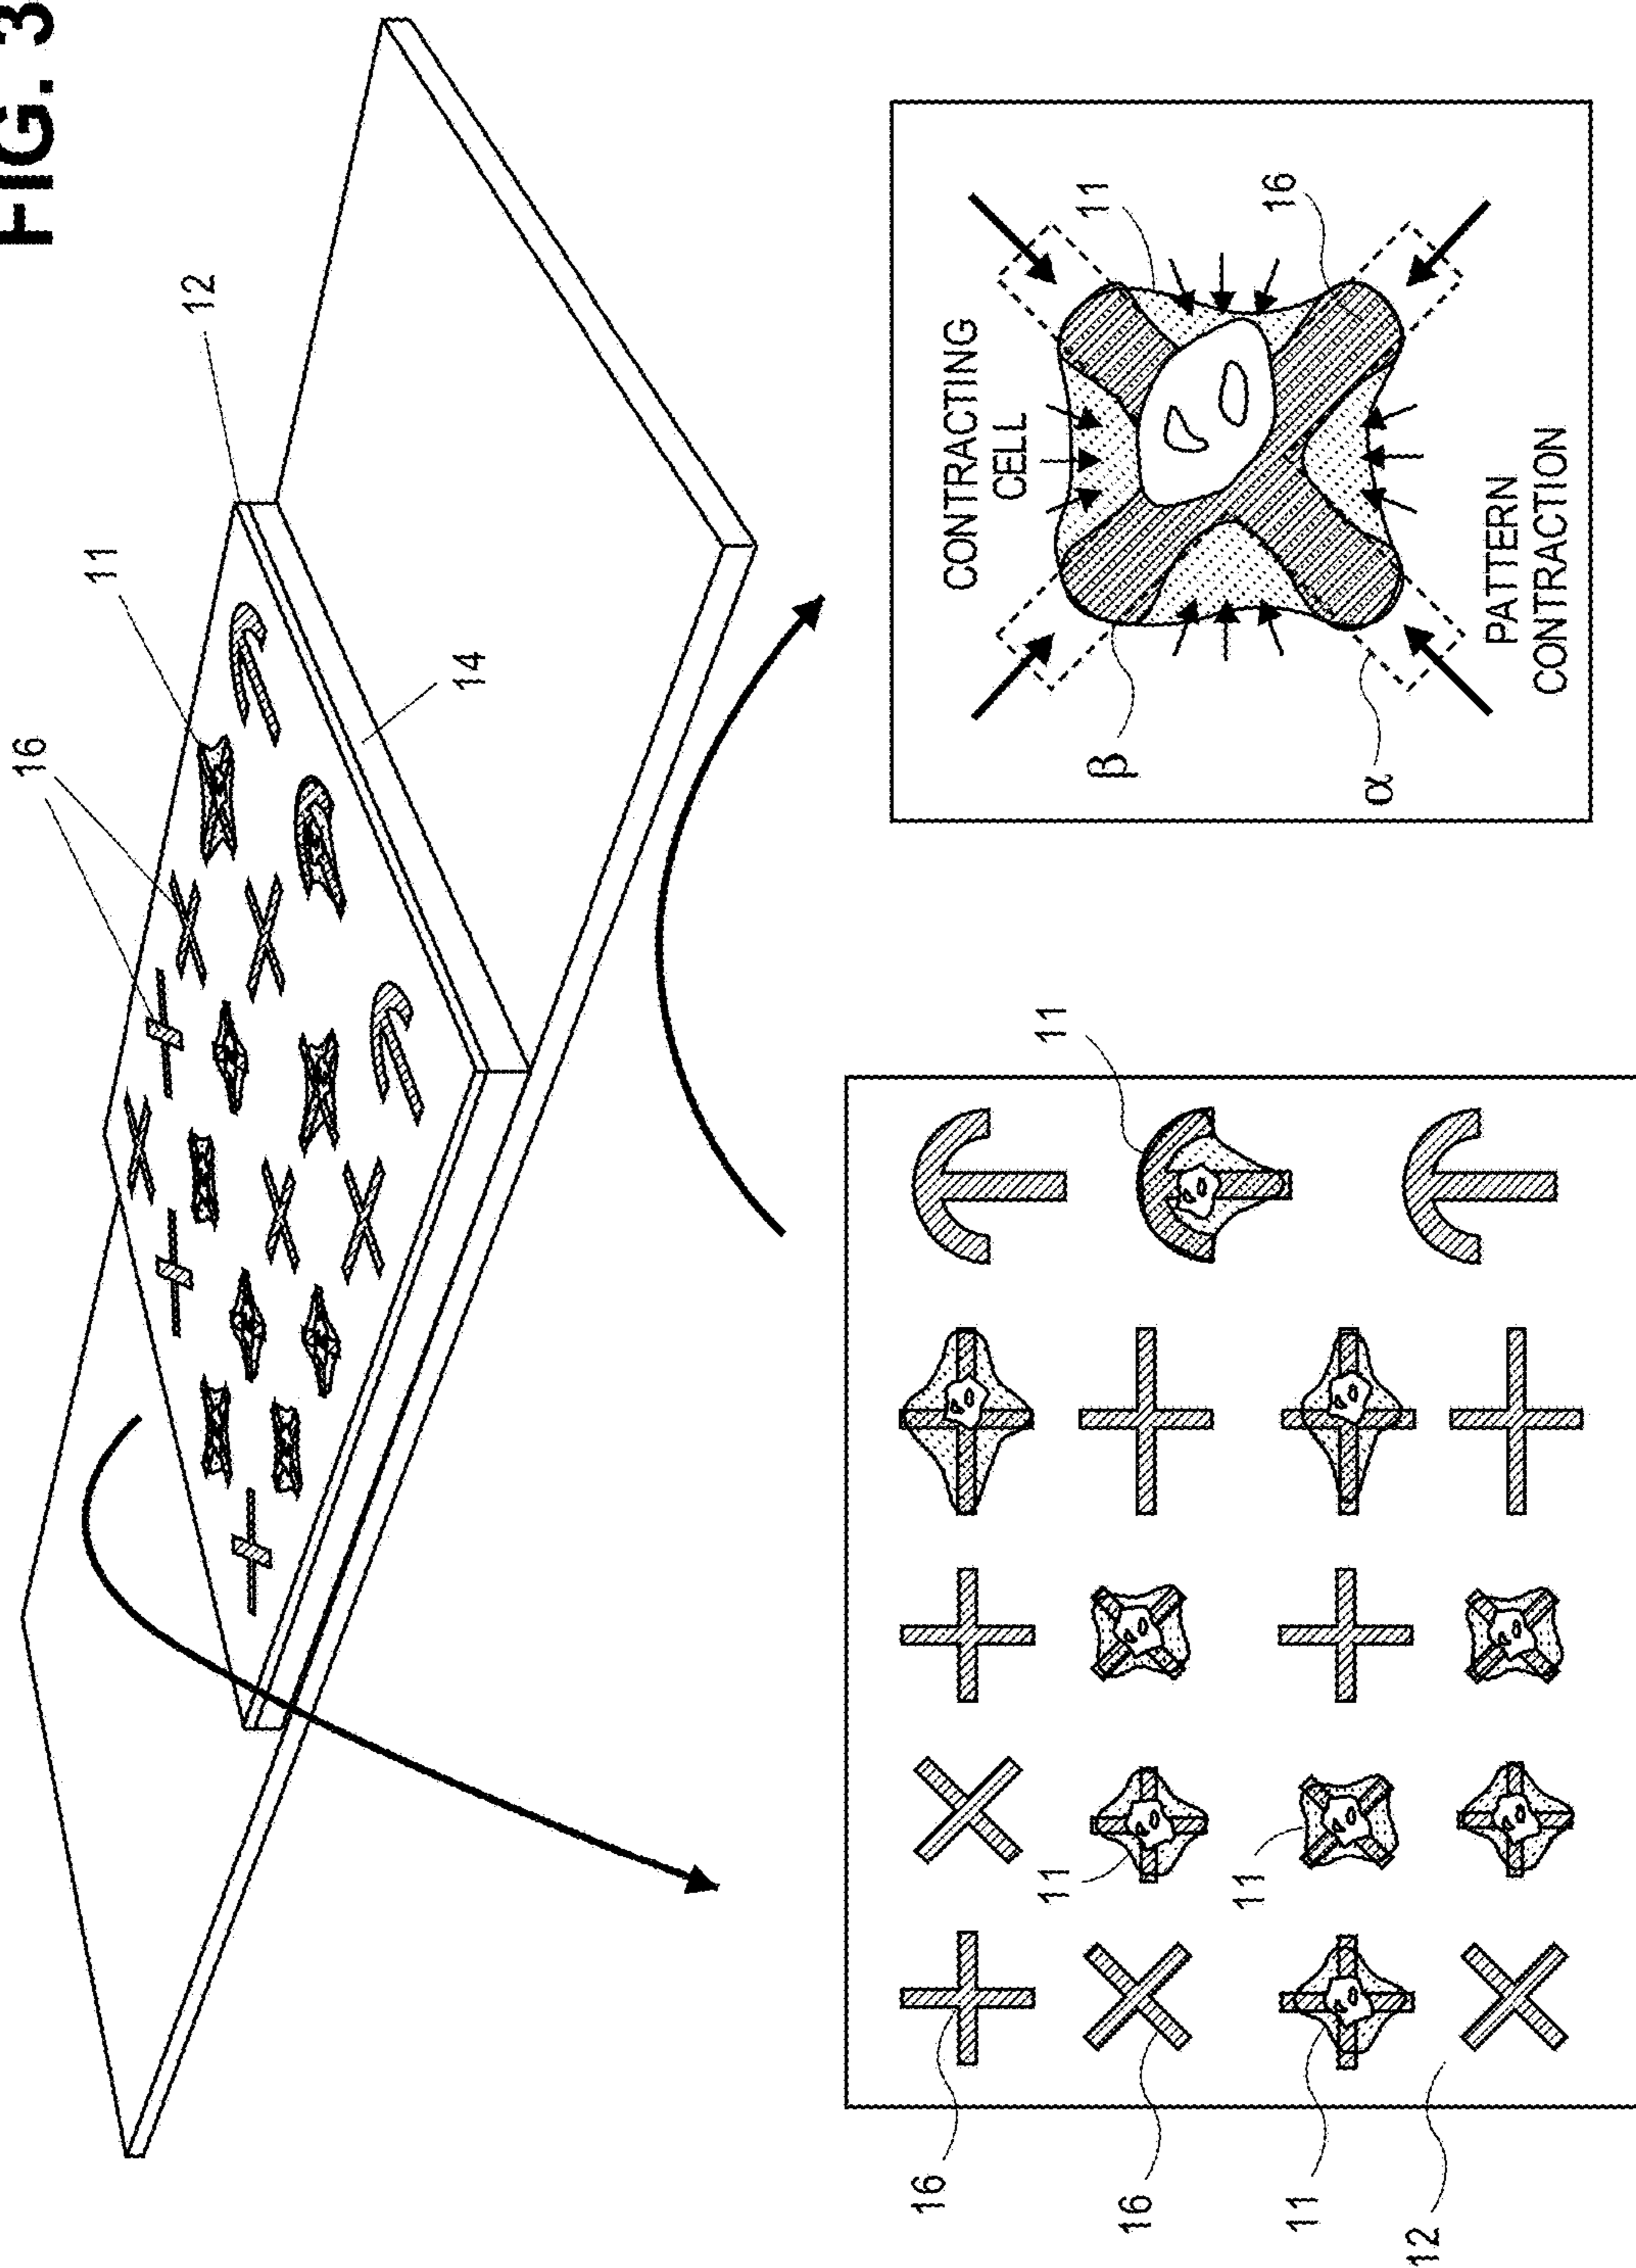 FIG. 3
16
11
12
14
16
16
11
12
11
11
11
CONTRACTING
CELL
11
16
β
α
PATTERN
CONTRACTION